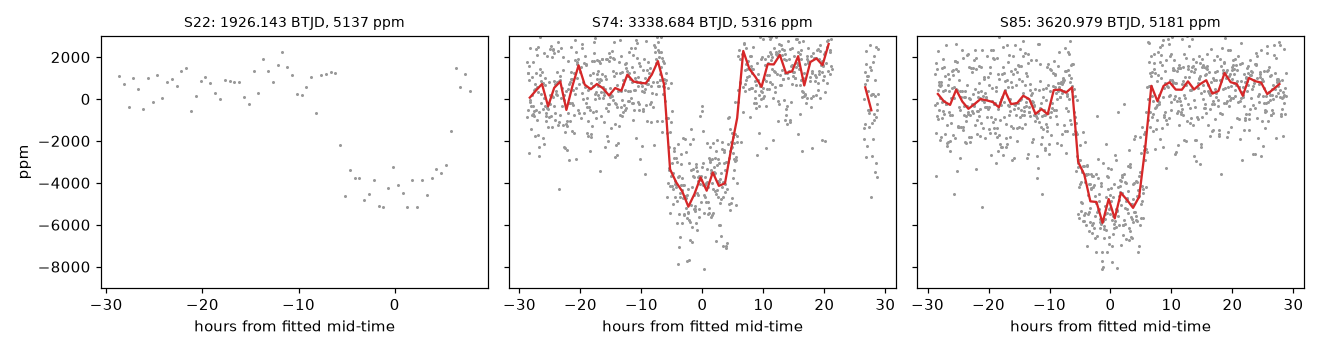 S22: 1926.143 BTJD, 5137 ppm
S74: 3338.684 BTJD, 5316 ppm
S85: 3620.979 BTJD, 5181 ppm
ppm
2000
0
−2000
−4000
−6000
−8000
−30 −20 −10 0
−30 −20 −10 0 10 20 30
−30 −20 −10 0 10 20 30
hours from fitted mid-time
hours from fitted mid-time
hours from fitted mid-time